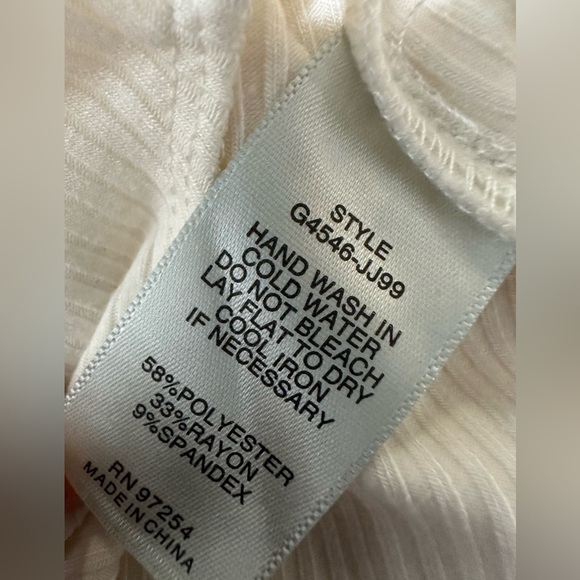 STYLE
G4546-JJ99
HAND WASH IN
COLD WATER
DO NOT BLEACH
LAY FLAT TO DRY
COOL IRON
IF NECESSARY
58%POLYESTER
33%RAYON
9%SPANDEX
RN 97254
MADE IN CHINA